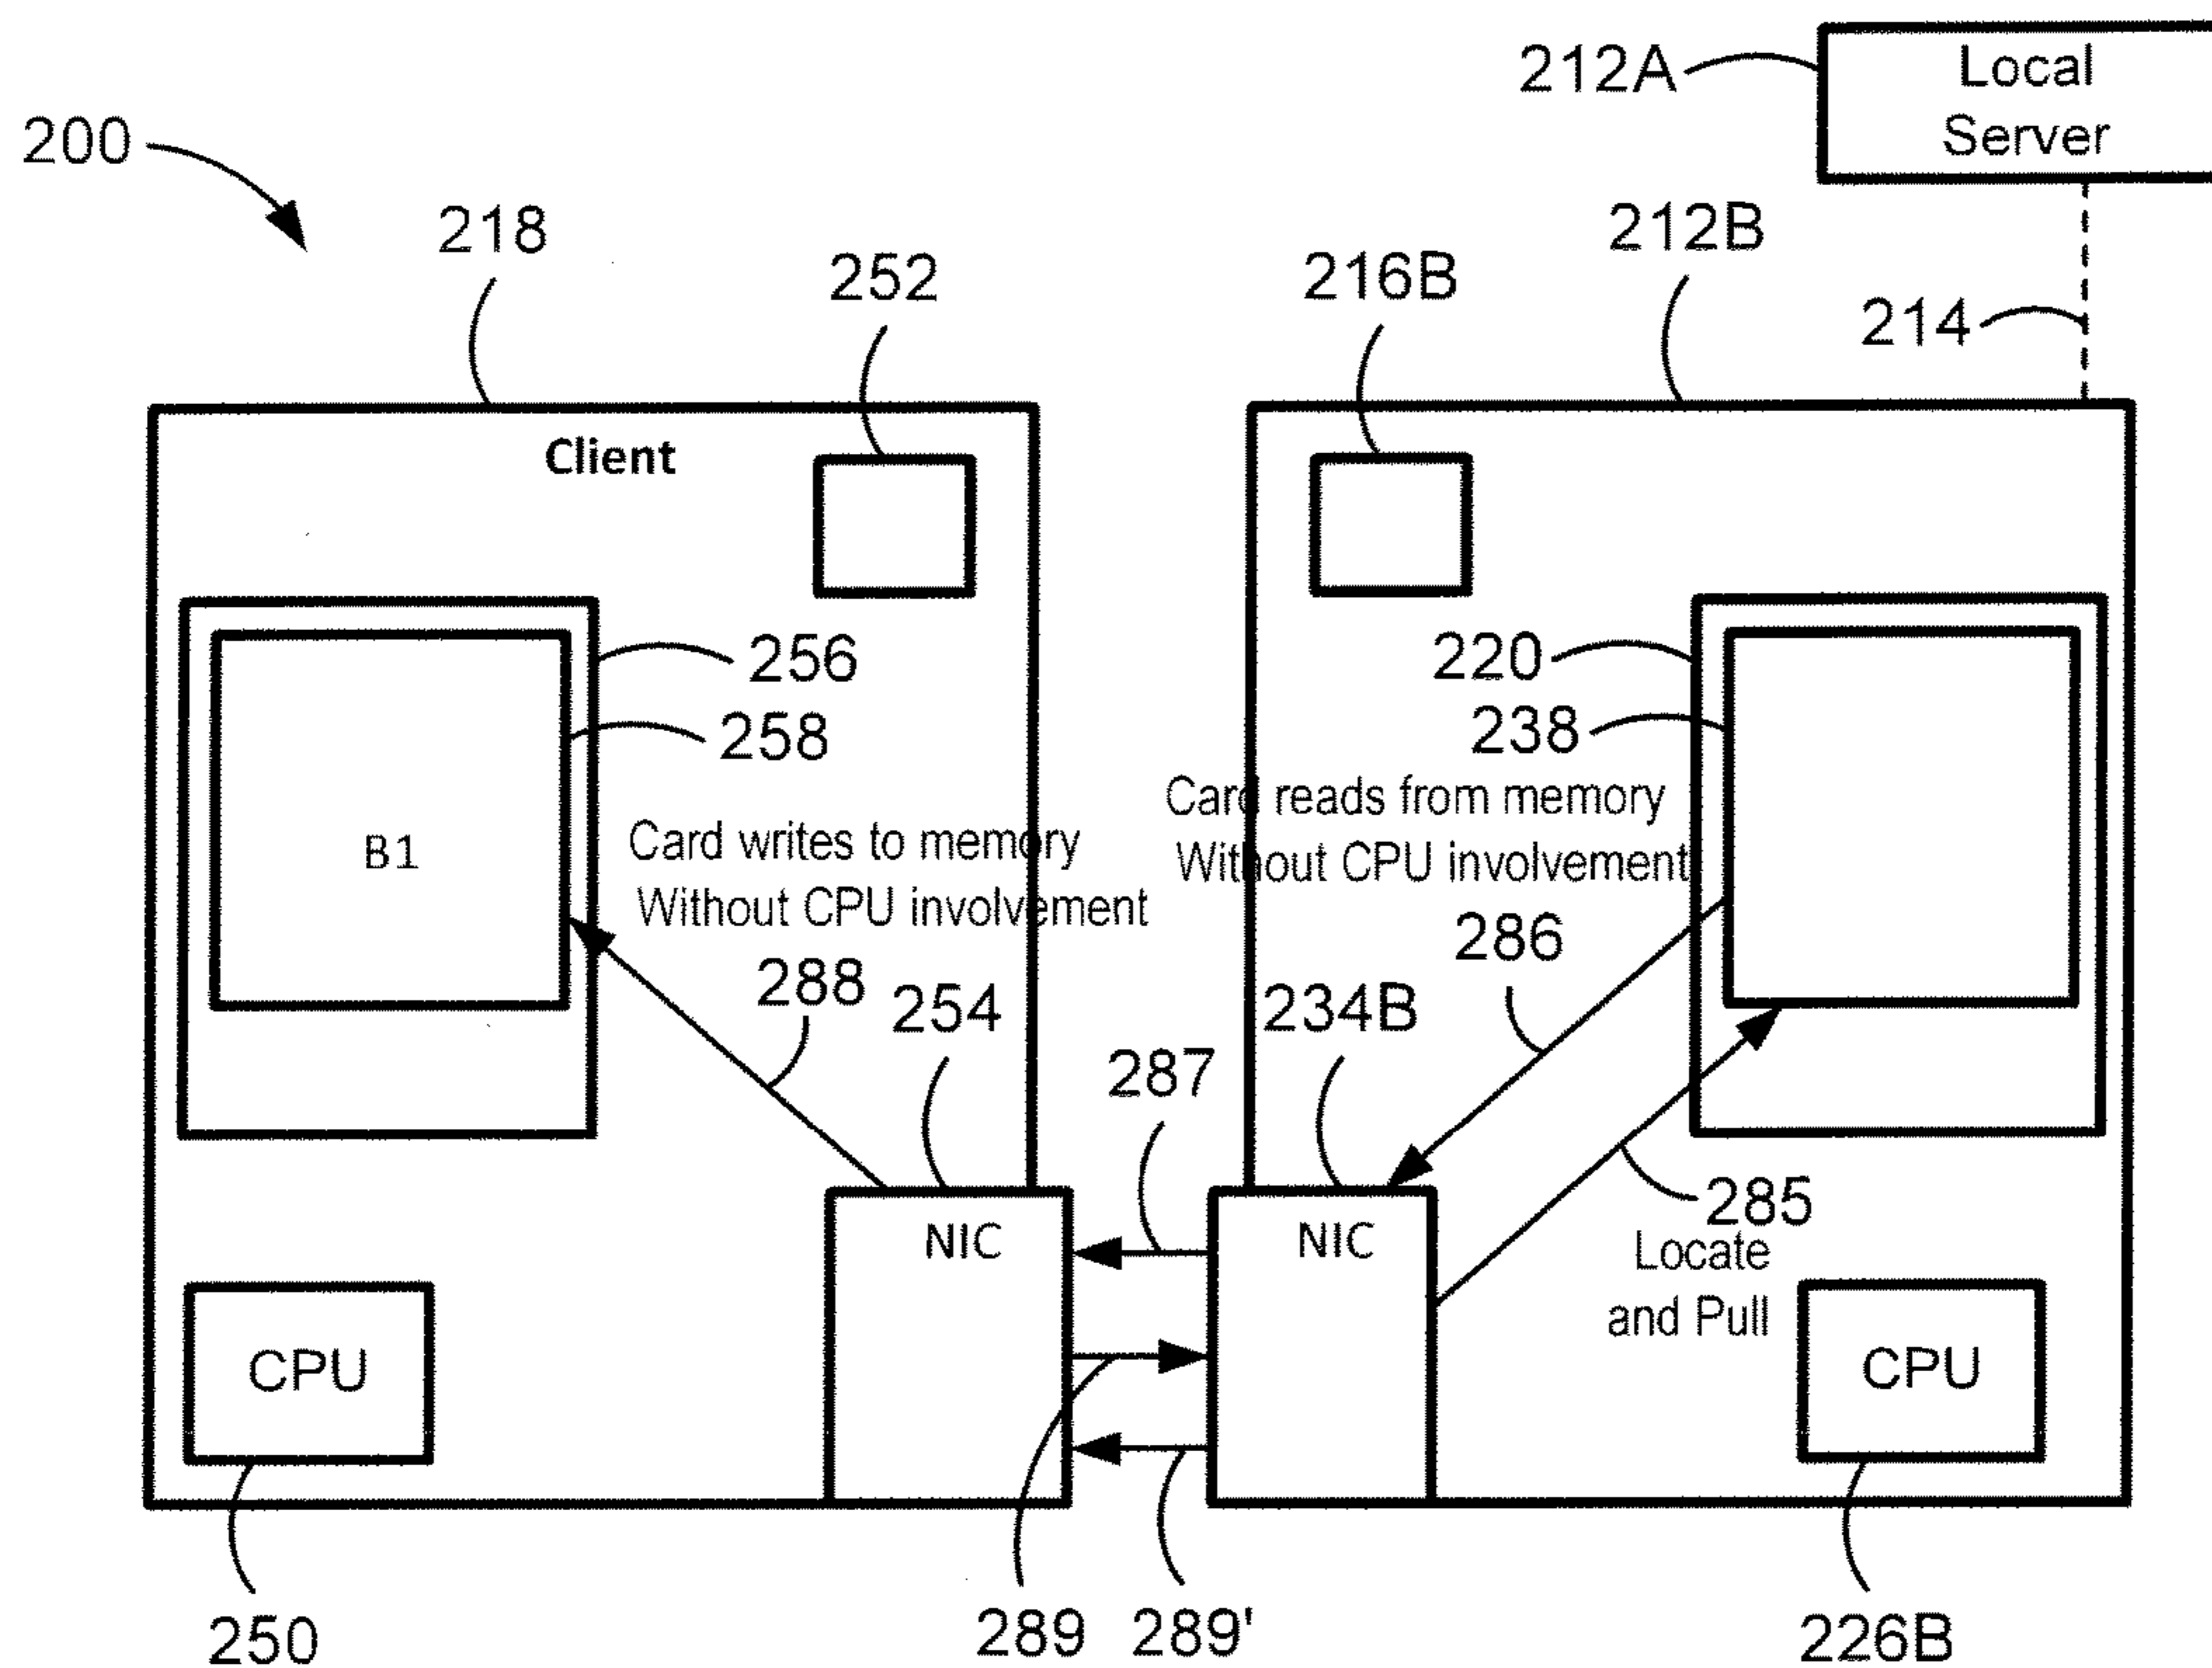 212A
Local
Server
200
218
252
216B
212B
214
Client
256
258
220
238
B1
Card writes to memory
Without CPU involvement
Card reads from memory
Without CPU involvement
288
254
286
234B
287
285
Locate
and Pull
NIC
NIC
CPU
CPU
250
289
289'
226B